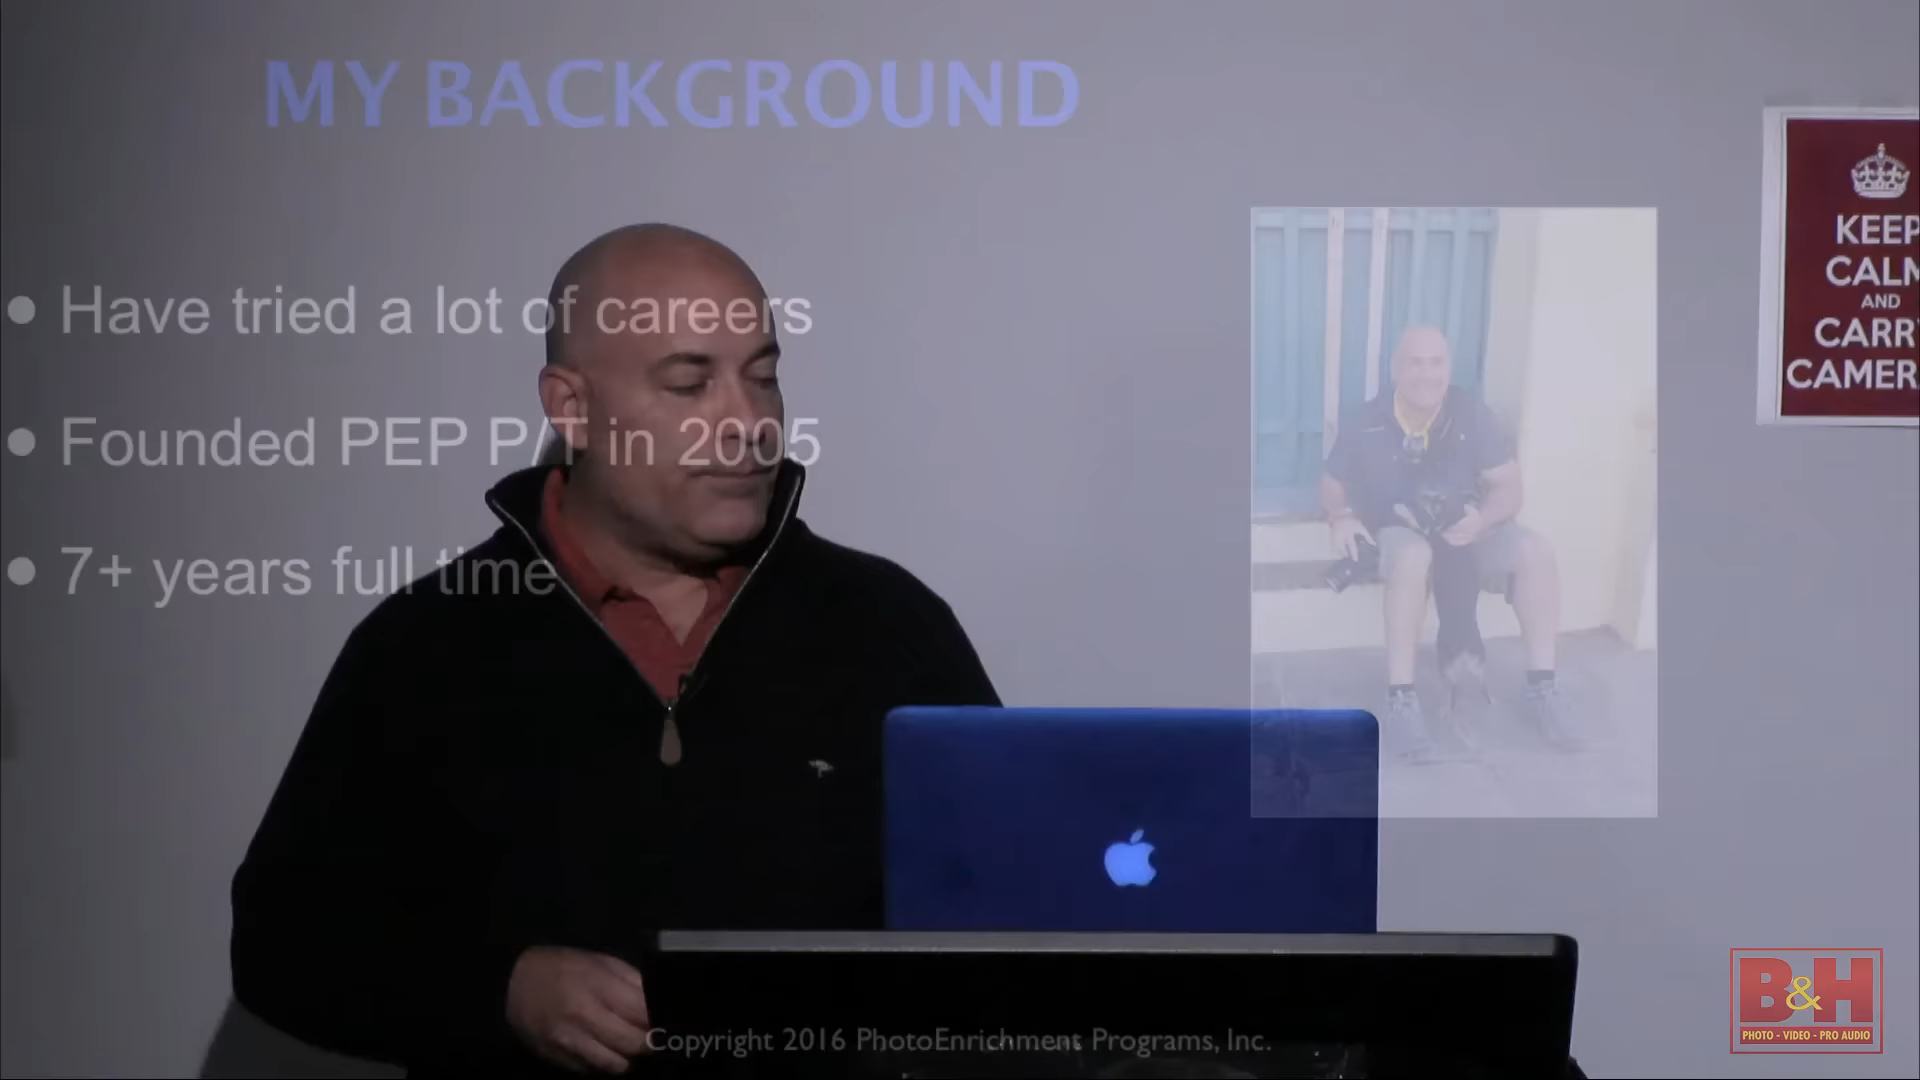 MY BACKGROUND
• Have tried a lot of careers
• Founded PEP P/T in 2005
• 7+ years full time
KEEP
CALM
AND
CARRY
CAMERA
B&H
PHOTO - VIDEO - PRO AUDIO
Copyright 2016 PhotoEnrichment Programs, Inc.